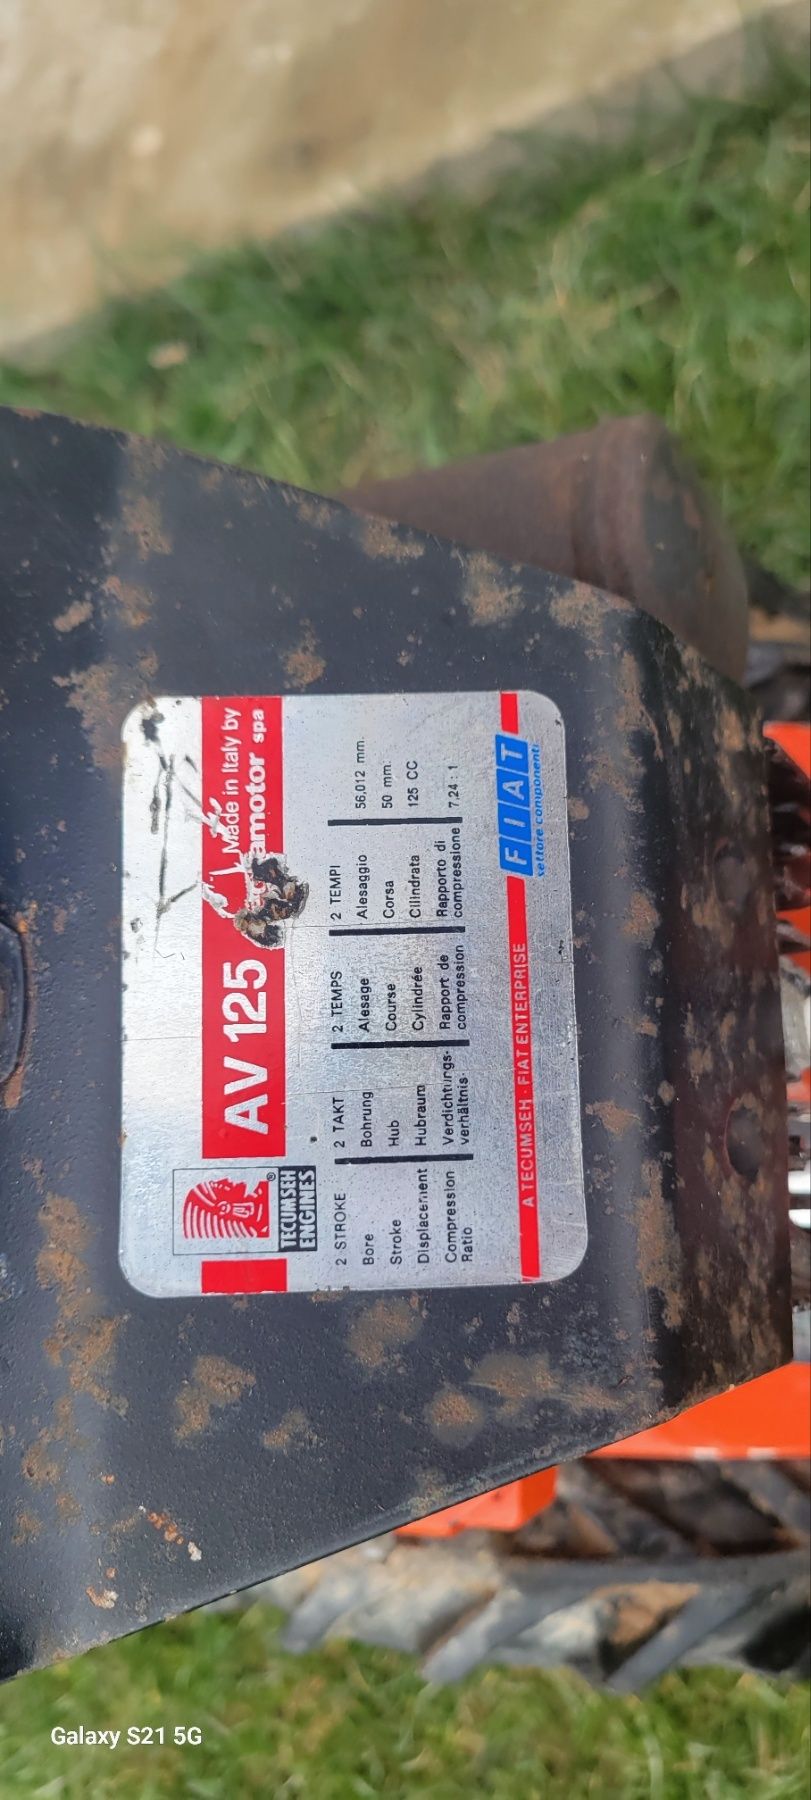 TECUMSEH
ENGINES
®
AV 125
Made in Italy by
amotor spa
2 STROKE 2 TAKT 2 TEMPS 2 TEMPI
Bore Bohrung Alesage Alesaggio 56,012 mm.
Stroke Hub Course Corsa 50 mm
Displacement Hubraum Cylindrée Cilindrata 125 CC
Compression Verdichtungs- Rapport de Rapporto di 7,24 : 1
Ratio verhältnis compression compressione
A TECUMSEH - FIAT ENTERPRISE
FIAT
settore componenti
Galaxy S21 5G